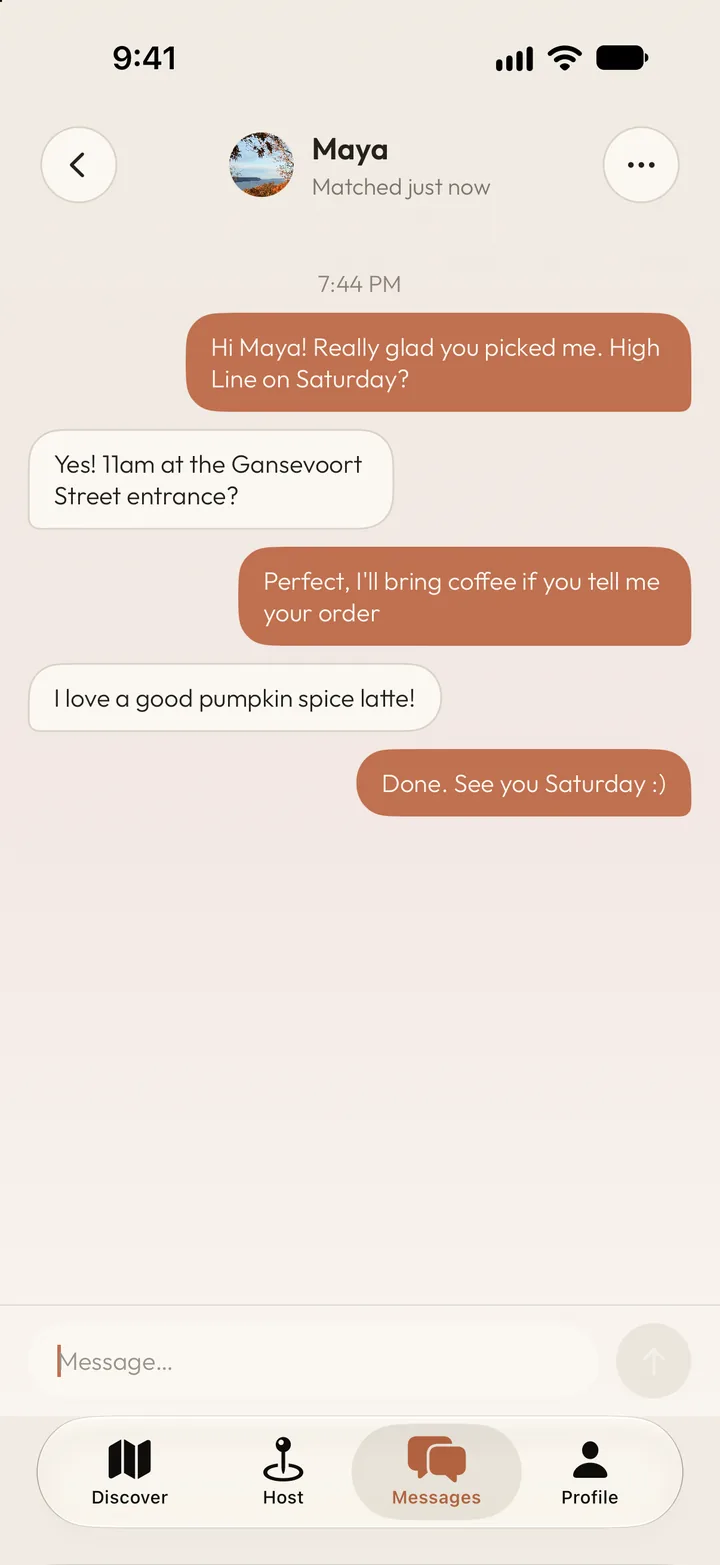 9:41
Maya
Matched just now
7:44 PM
Hi Maya! Really glad you picked me. High
Line on Saturday?
Yes! 11am at the Gansevoort
Street entrance?
Perfect, I'll bring coffee if you tell me
your order
I love a good pumpkin spice latte!
Done. See you Saturday :)
Message...
Discover
Host
Messages
Profile